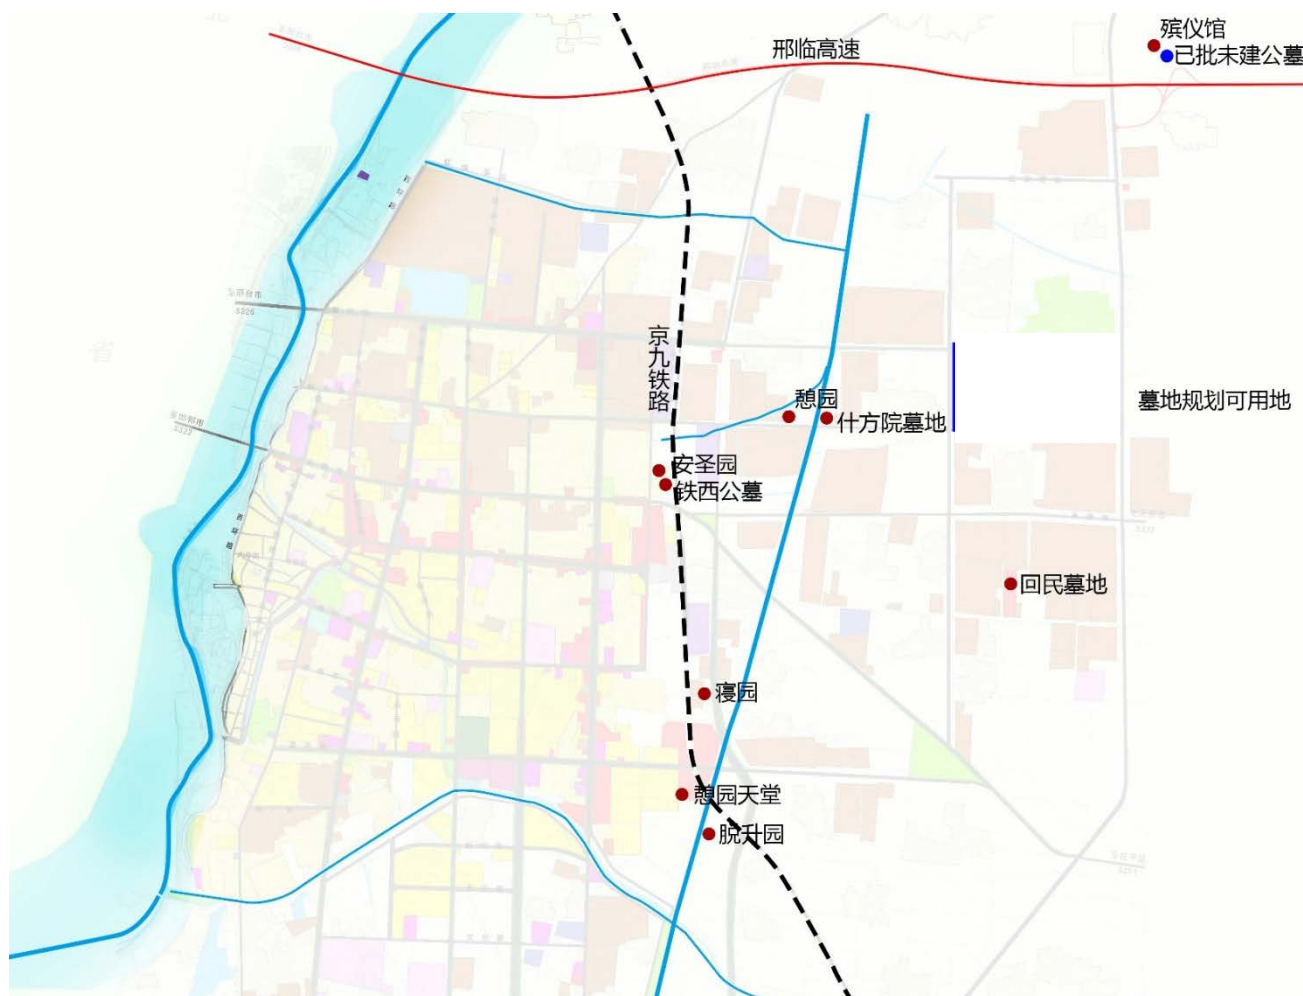 殡仪馆
已批未建公墓
邢临高速
京九铁路
憩园
什方院墓地
墓地规划可用地
安圣园
铁西公墓
回民墓地
寝园
憩园天堂
脱升园